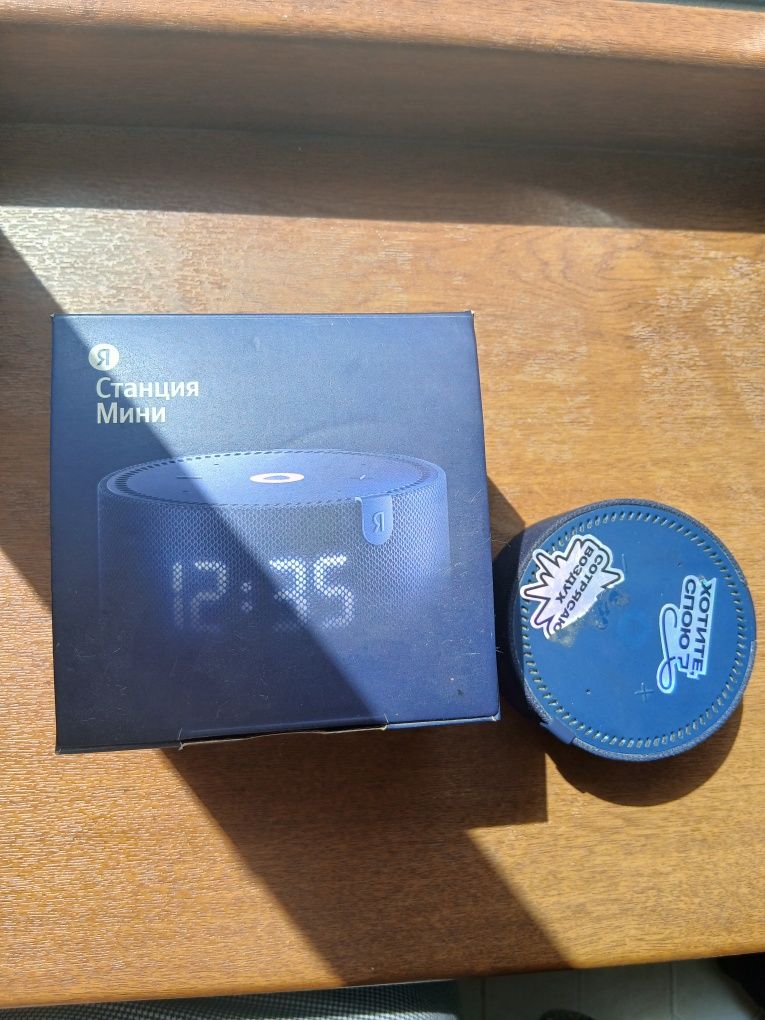 Я
Станция
Мини
Я
12:35
СОТРЯСАЮ
ВОЗДУХ
ХОТИТЕ,
СПОЮ?